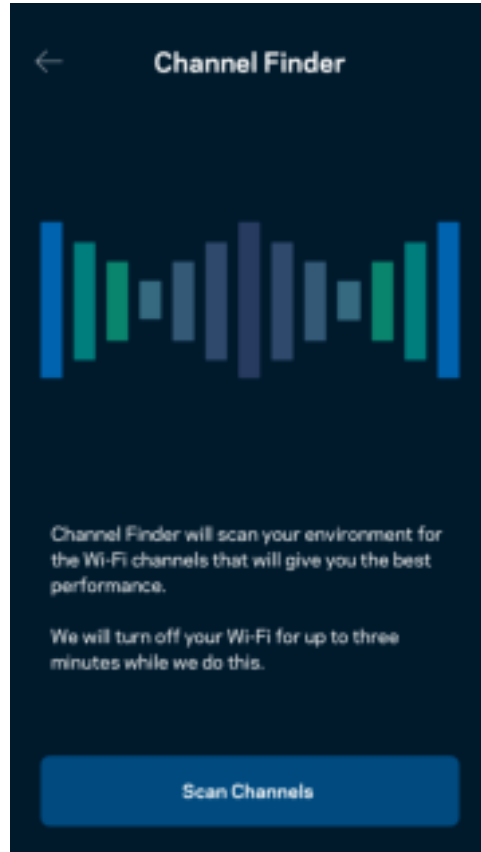 Channel Finder
Channel Finder will scan your environment for
the Wi-Fi channels that will give you the best
performance.
We will turn off your Wi-Fi for up to three
minutes while we do this.
Scan Channels